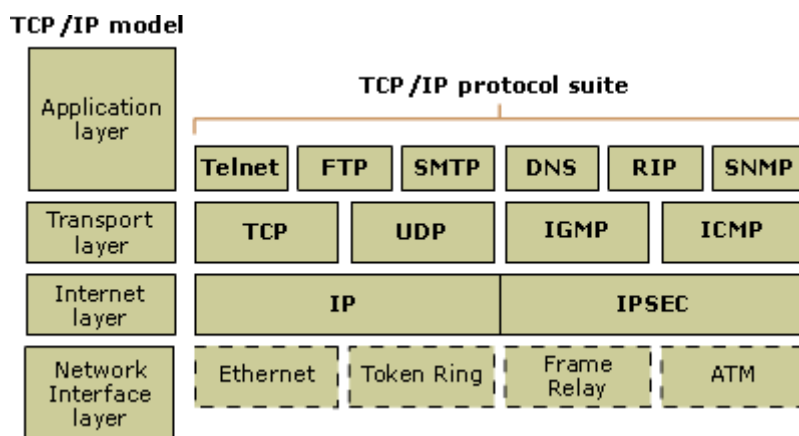 TCP/IP model
Application
layer
TCP/IP protocol suite
Telnet FTP SMTP DNS RIP SNMP
Transport
layer
TCP UDP IGMP ICMP
Internet
layer
IP IPSEC
Network
Interface
layer
Ethernet Token Ring Frame
Relay ATM